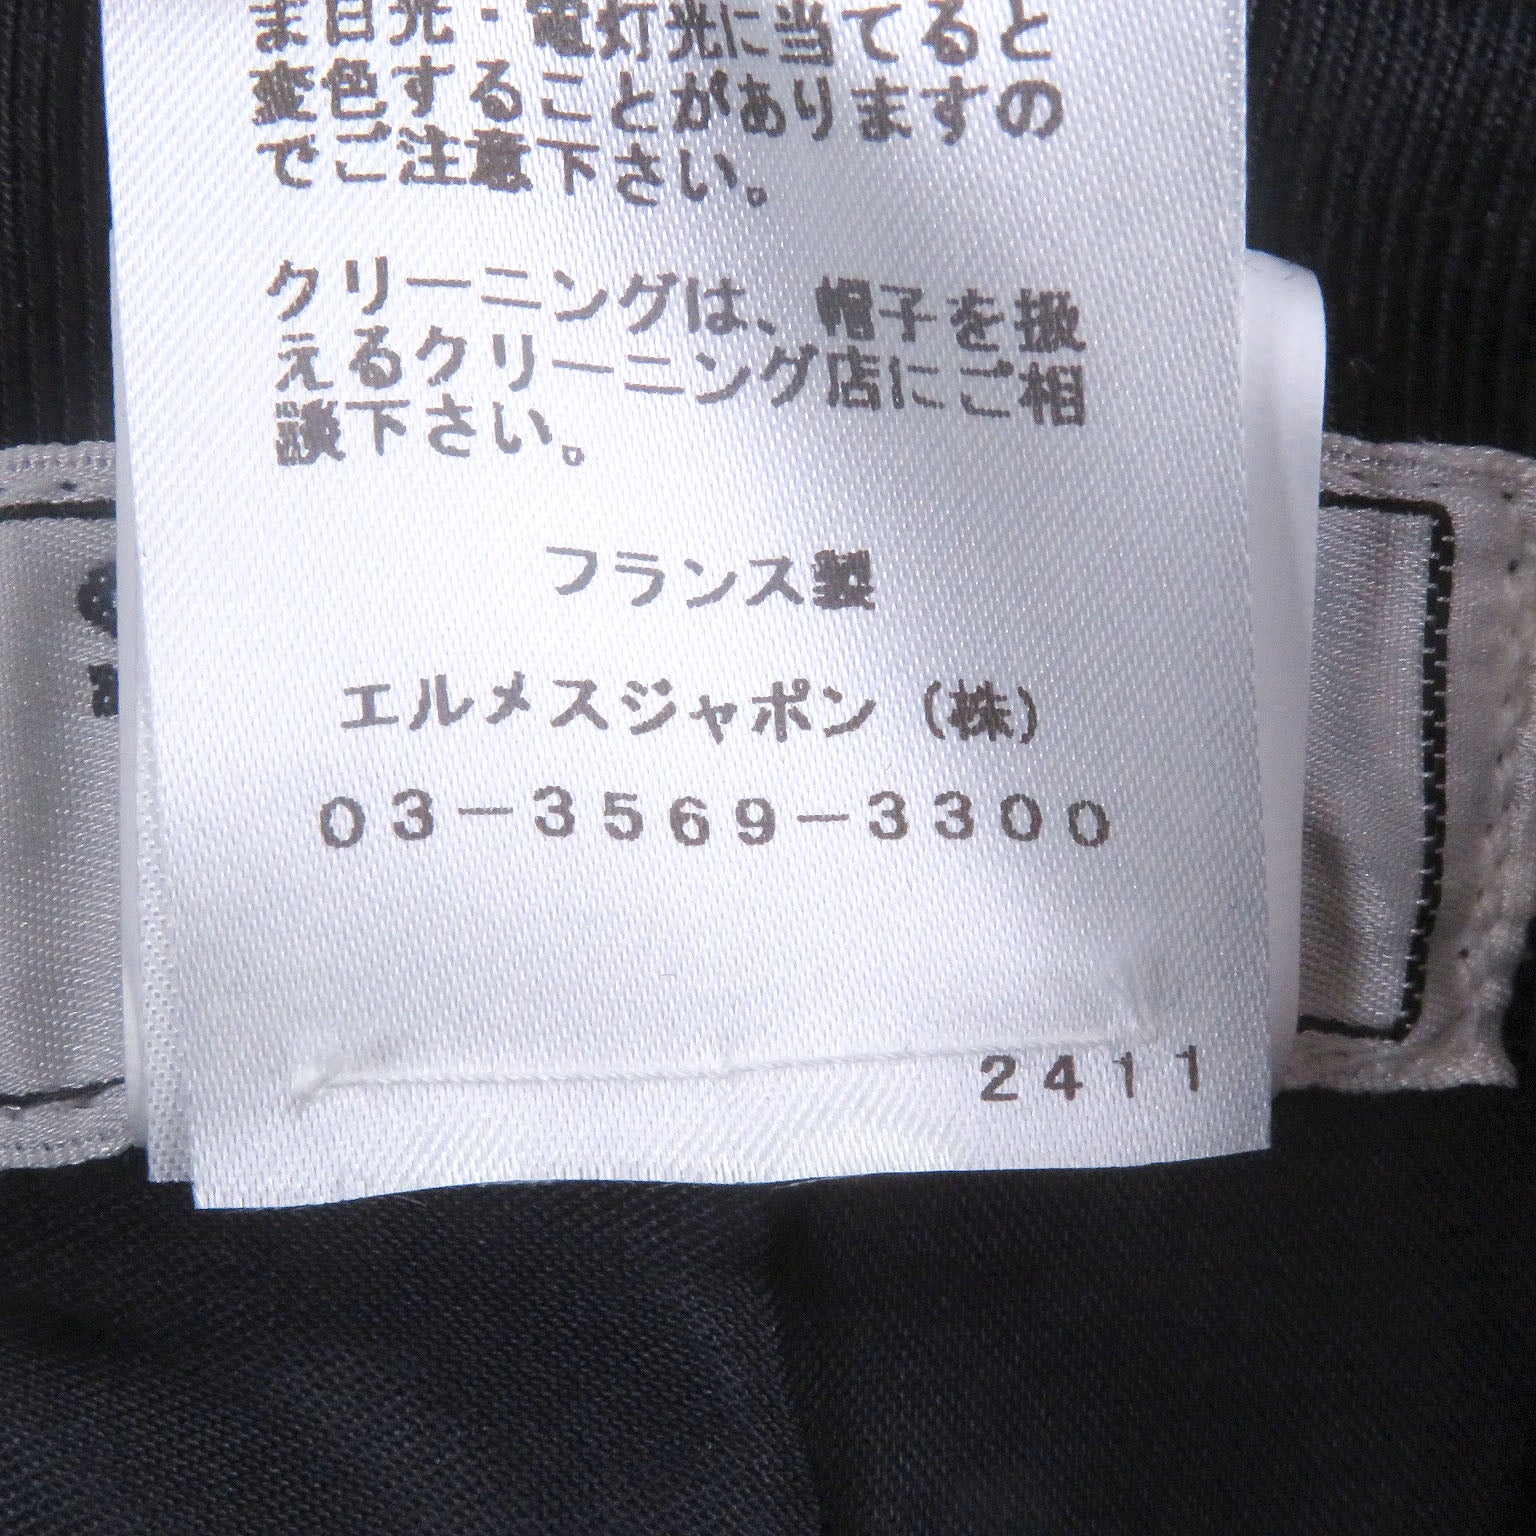 ま日光・電灯光に当てると
変色することがありますの
でご注意下さい。
クリーニングは、帽子を扱
えるクリーニング店にご相
談下さい。
フランス製
エルメスジャポン（株）
03-3569-3300
2411